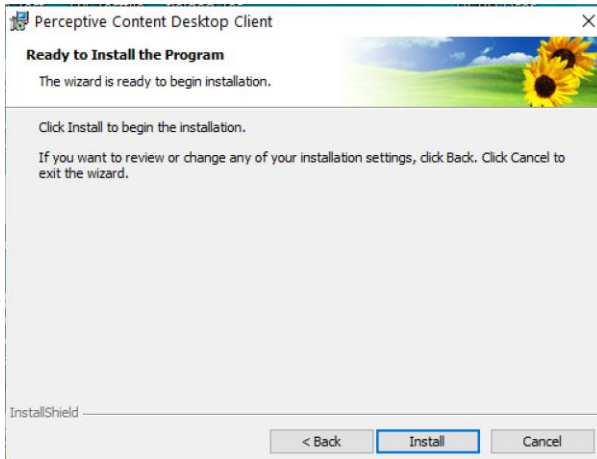 Perceptive Content Desktop Client
Ready to Install the Program
The wizard is ready to begin installation.
Click Install to begin the installation.
If you want to review or change any of your installation settings, click Back. Click Cancel to
exit the wizard.
InstallShield
< Back Install Cancel